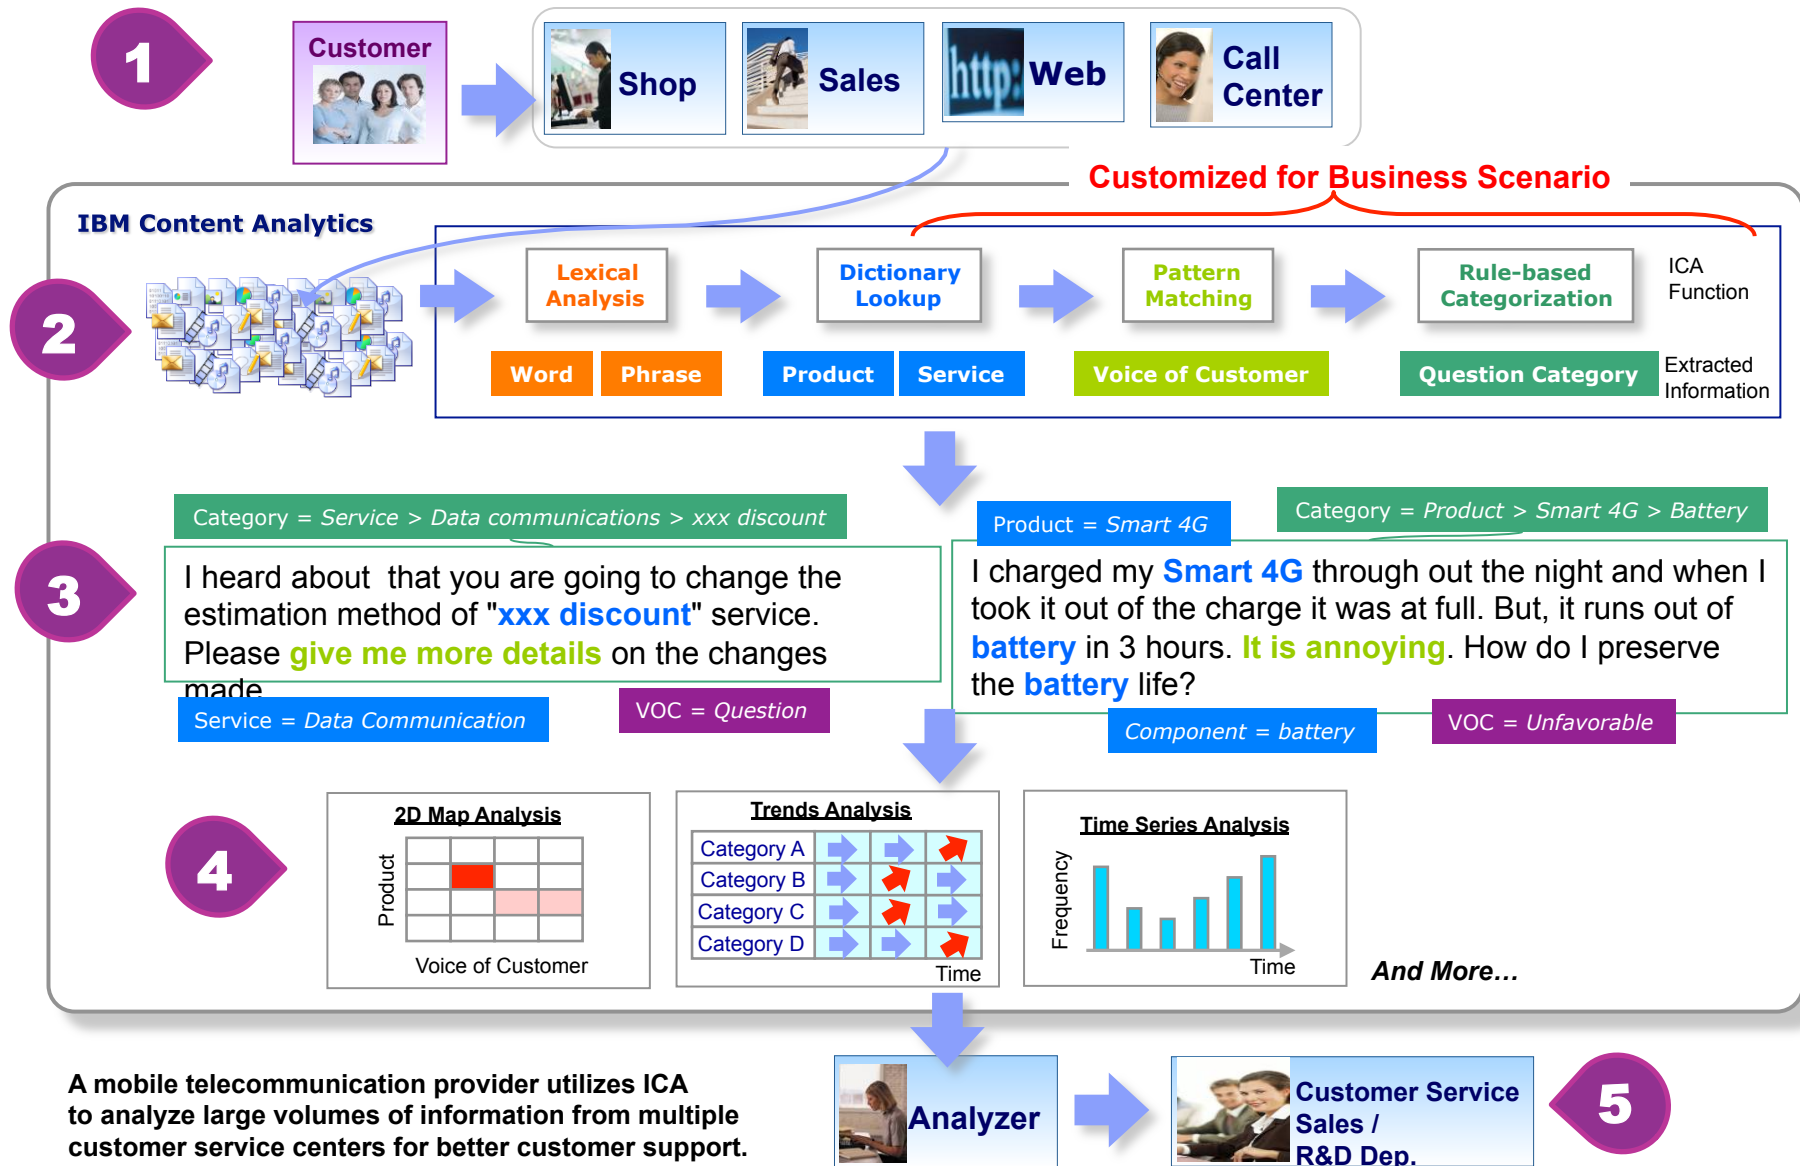 1
Customer
Shop
Sales
http:
Web
Call
Center
Customized for Business Scenario
IBM Content Analytics
2
Lexical
Analysis
Dictionary
Lookup
Pattern
Matching
Rule-based
Categorization
ICA
Function
Word
Phrase
Product
Service
Voice of Customer
Question Category
Extracted
Information
3
Category = Service > Data communications > xxx discount
I heard about  that you are going to change the
estimation method of "xxx discount" service.
Please give me more details on the changes
made
Service = Data Communication
VOC = Question
Product = Smart 4G
Category = Product > Smart 4G > Battery
I charged my Smart 4G through out the night and when I
took it out of the charge it was at full. But, it runs out of
battery in 3 hours. It is annoying. How do I preserve
the battery life?
Component = battery
VOC = Unfavorable
4
2D Map Analysis
Product
Voice of Customer
Trends Analysis
Category A
Category B
Category C
Category D
Time
Time Series Analysis
Frequency
Time
And More...
A mobile telecommunication provider utilizes ICA
to analyze large volumes of information from multiple
customer service centers for better customer support.
Analyzer
Customer Service
Sales /
R&D Dep.
5